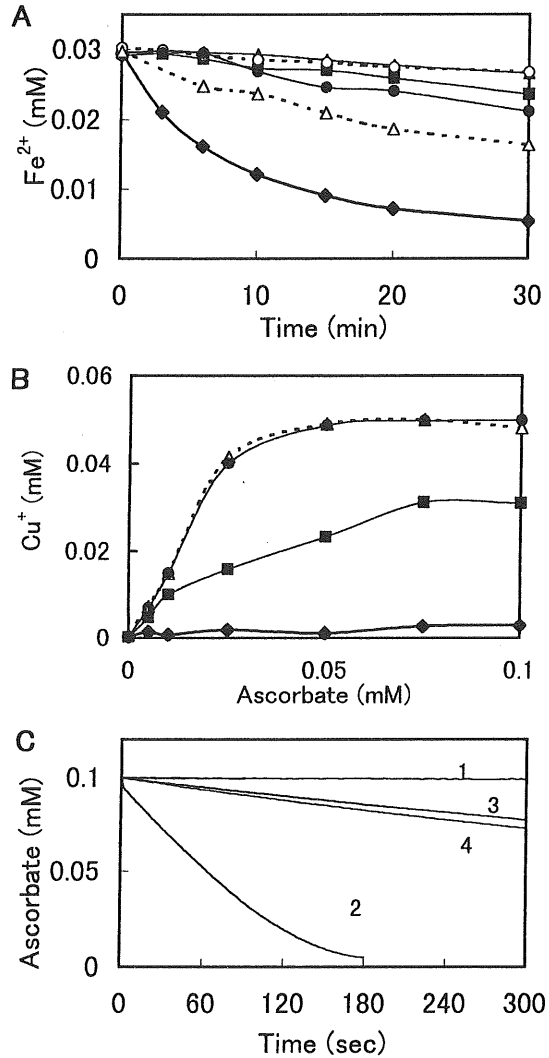 A
0.03
0.02
0.01
0
Fe²⁺ (mM)
0 10 20 30
Time (min)
B
0.06
0.04
0.02
0
Cu⁺ (mM)
0 0.05 0.1
Ascorbate (mM)
C
0.1
0.05
0
Ascorbate (mM)
1
3
4
2
0 60 120 180 240 300
Time (sec)